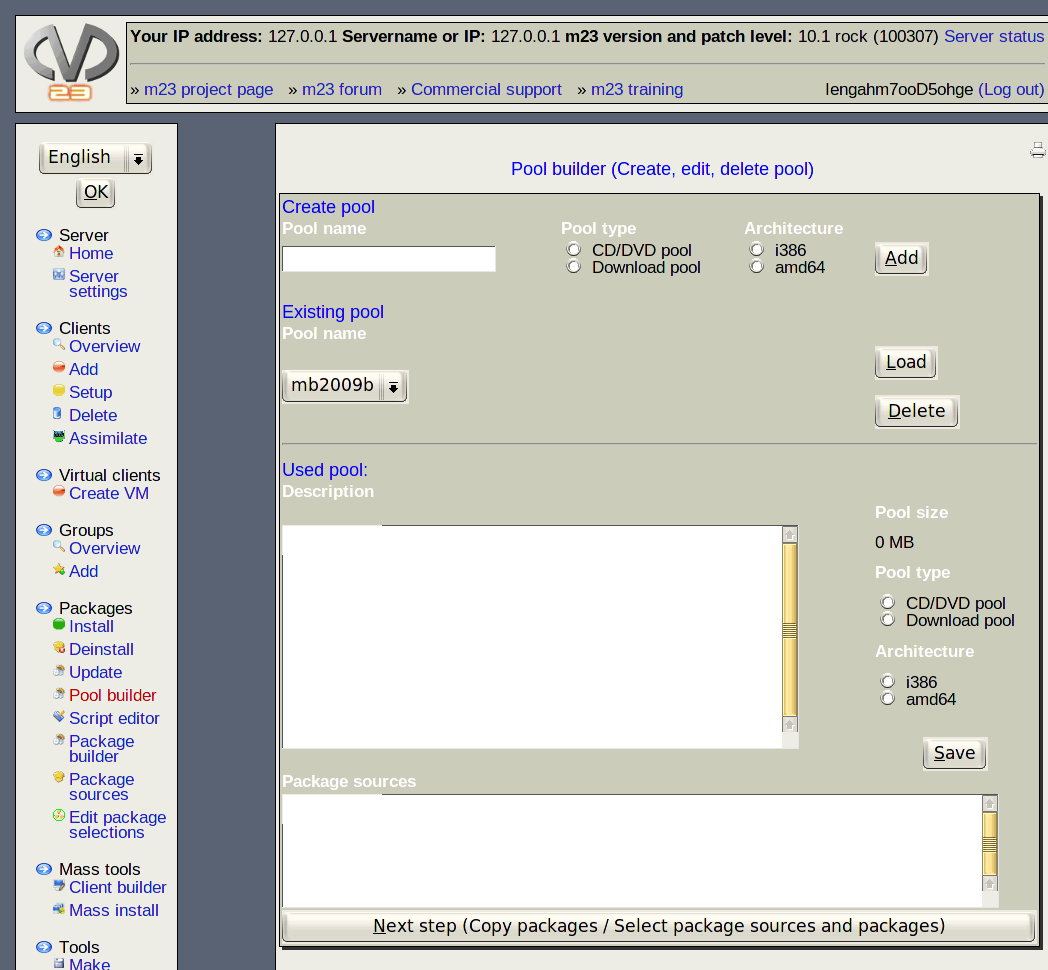 Your IP address: 127.0.0.1 Servername or IP: 127.0.0.1 m23 version and patch level: 10.1 rock (100307) Server status
» m23 project page » m23 forum » Commercial support » m23 training Iengahm7ooD5ohge (Log out)
23
English
OK
Server
Home
Server
settings
Clients
Overview
Add
Setup
Delete
Assimilate
Virtual clients
Create VM
Groups
Overview
Add
Packages
Install
Deinstall
Update
Pool builder
Script editor
Package
builder
Package
sources
Edit package
selections
Mass tools
Client builder
Mass install
Tools
Make
Pool builder (Create, edit, delete pool)
Create pool
Pool name Pool type Architecture
CD/DVD pool i386
Download pool amd64
Add
Existing pool
Pool name
Load
mb2009b
Delete
Used pool:
Description
Pool size
0 MB
Pool type
CD/DVD pool
Download pool
Architecture
i386
amd64
Save
Package sources
Next step (Copy packages / Select package sources and packages)